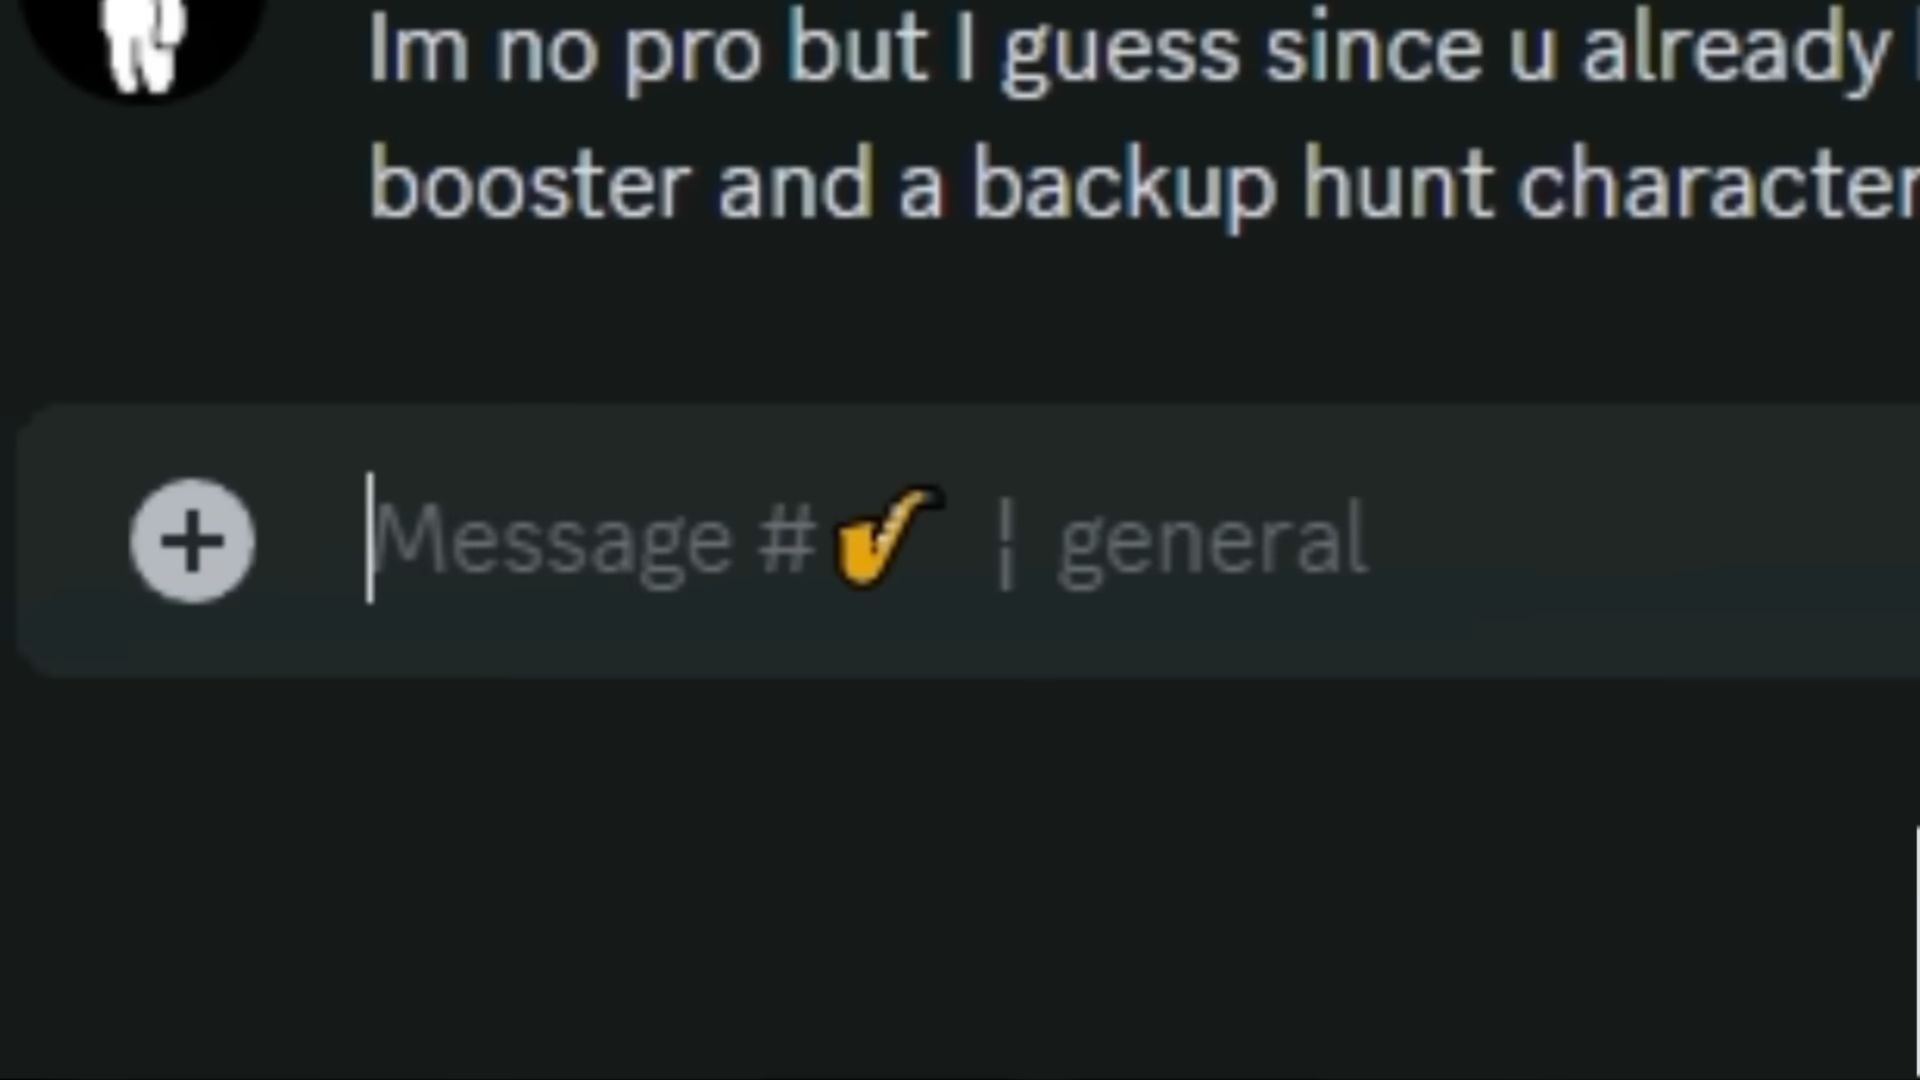 Im no pro but I guess since u already
booster and a backup hunt character
Message # ¦ general